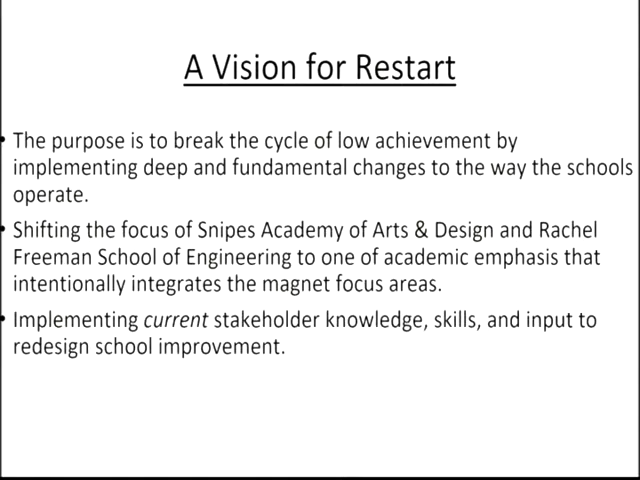 A Vision for Restart
• The purpose is to break the cycle of low achievement by
implementing deep and fundamental changes to the way the schools
operate.
• Shifting the focus of Snipes Academy of Arts & Design and Rachel
Freeman School of Engineering to one of academic emphasis that
intentionally integrates the magnet focus areas.
• Implementing current stakeholder knowledge, skills, and input to
redesign school improvement.